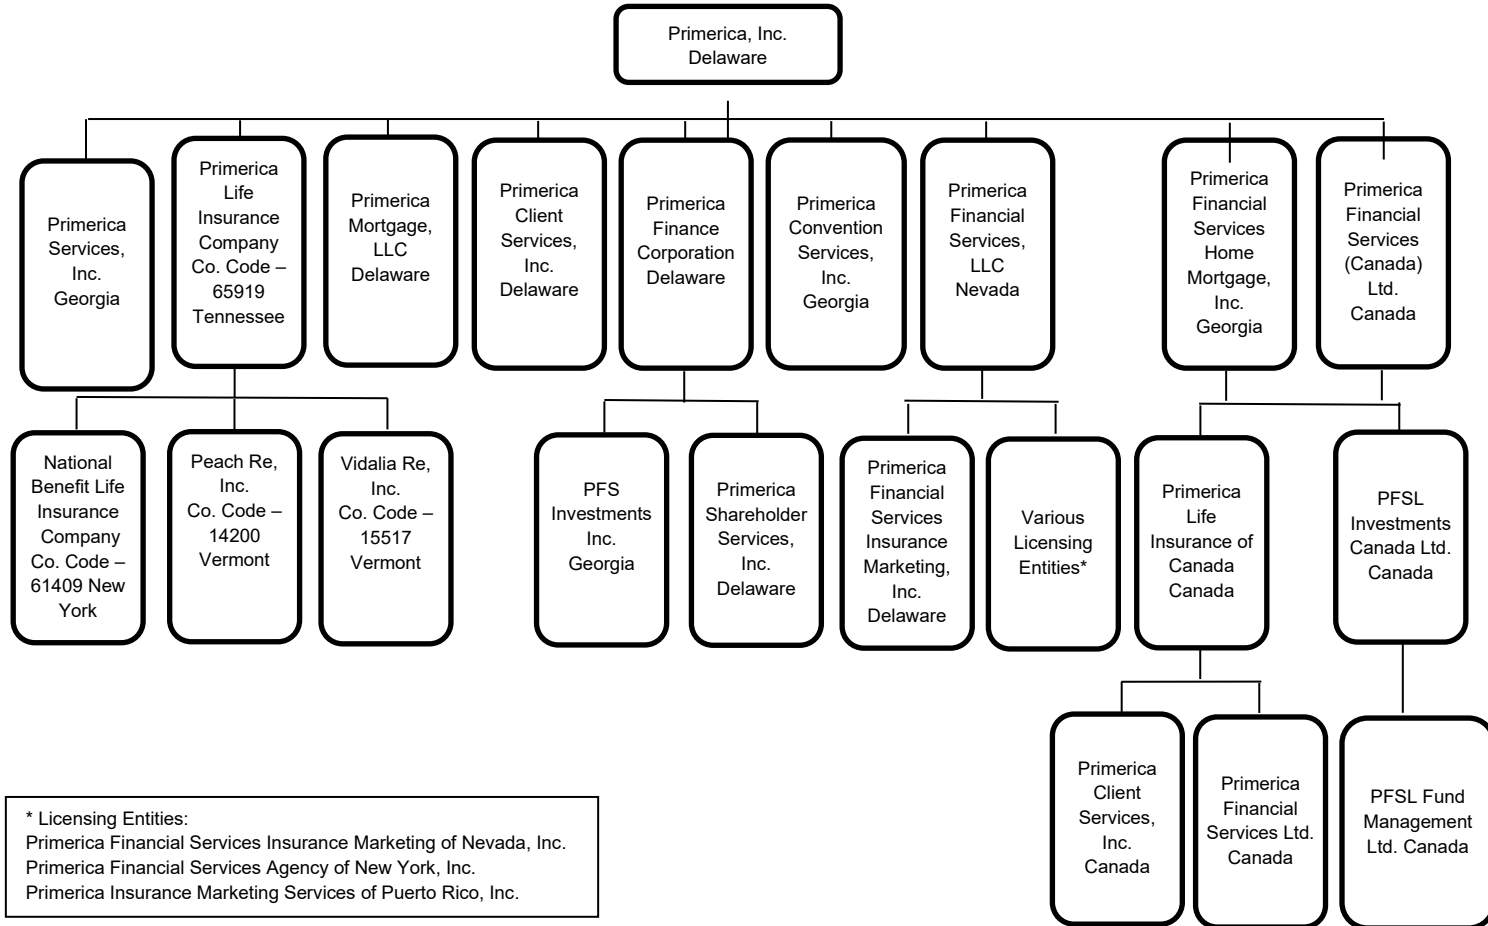 Primerica, Inc.
Delaware
Primerica
Services,
Inc.
Georgia
Primerica
Life
Insurance
Company
Co. Code –
65919
Tennessee
Primerica
Mortgage,
LLC
Delaware
Primerica
Client
Services,
Inc.
Delaware
Primerica
Finance
Corporation
Delaware
Primerica
Convention
Services,
Inc.
Georgia
Primerica
Financial
Services,
LLC
Nevada
Primerica
Financial
Services
Home
Mortgage,
Inc.
Georgia
Primerica
Financial
Services
(Canada)
Ltd.
Canada
National
Benefit Life
Insurance
Company
Co. Code –
61409 New
York
Peach Re,
Inc.
Co. Code –
14200
Vermont
Vidalia Re,
Inc.
Co. Code –
15517
Vermont
PFS
Investments
Inc.
Georgia
Primerica
Shareholder
Services,
Inc.
Delaware
Primerica
Financial
Services
Insurance
Marketing,
Inc.
Delaware
Various
Licensing
Entities*
Primerica
Life
Insurance of
Canada
Canada
PFSL
Investments
Canada Ltd.
Canada
Primerica
Client
Services,
Inc.
Canada
Primerica
Financial
Services Ltd.
Canada
PFSL Fund
Management
Ltd. Canada
* Licensing Entities:
Primerica Financial Services Insurance Marketing of Nevada, Inc.
Primerica Financial Services Agency of New York, Inc.
Primerica Insurance Marketing Services of Puerto Rico, Inc.